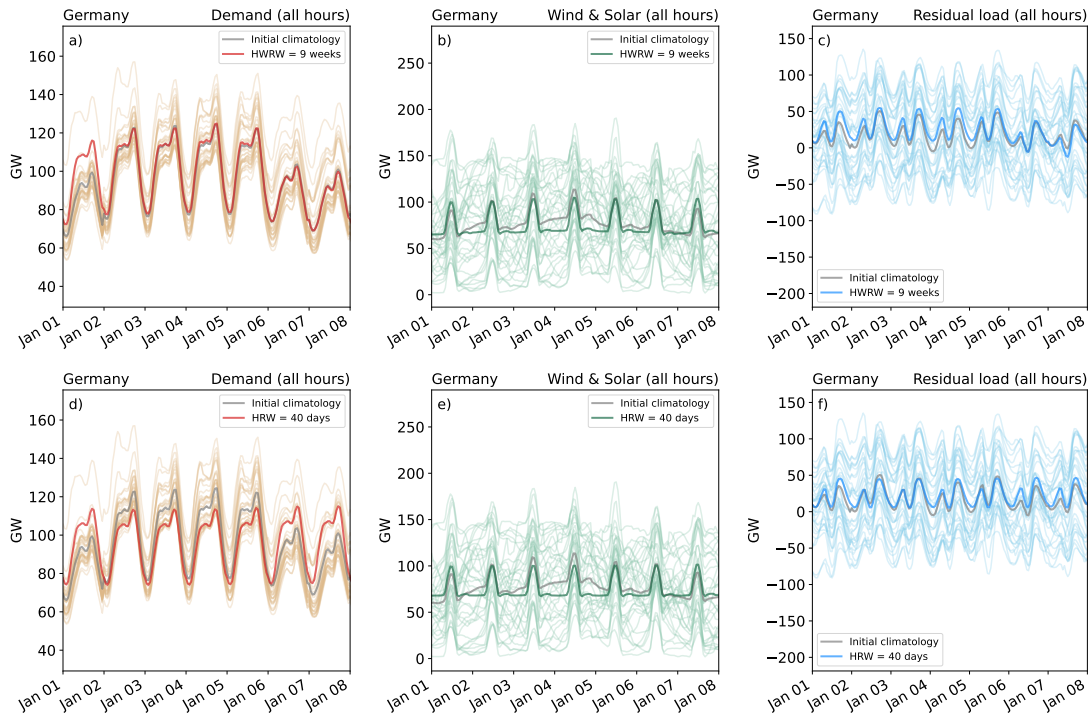 Germany Demand (all hours)
a)
Initial climatology
HWRW = 9 weeks
GW
160
140
120
100
80
60
40
Jan 01 Jan 02 Jan 03 Jan 04 Jan 05 Jan 06 Jan 07 Jan 08
Germany Wind & Solar (all hours)
b)
Initial climatology
HWRW = 9 weeks
GW
250
200
150
100
50
0
Jan 01 Jan 02 Jan 03 Jan 04 Jan 05 Jan 06 Jan 07 Jan 08
Germany Residual load (all hours)
c)
GW
150
100
50
0
−50
−100
−150
−200
Initial climatology
HWRW = 9 weeks
Jan 01 Jan 02 Jan 03 Jan 04 Jan 05 Jan 06 Jan 07 Jan 08
Germany Demand (all hours)
d)
Initial climatology
HRW = 40 days
GW
160
140
120
100
80
60
40
Jan 01 Jan 02 Jan 03 Jan 04 Jan 05 Jan 06 Jan 07 Jan 08
Germany Wind & Solar (all hours)
e)
Initial climatology
HRW = 40 days
GW
250
200
150
100
50
0
Jan 01 Jan 02 Jan 03 Jan 04 Jan 05 Jan 06 Jan 07 Jan 08
Germany Residual load (all hours)
f)
GW
150
100
50
0
−50
−100
−150
−200
Initial climatology
HRW = 40 days
Jan 01 Jan 02 Jan 03 Jan 04 Jan 05 Jan 06 Jan 07 Jan 08